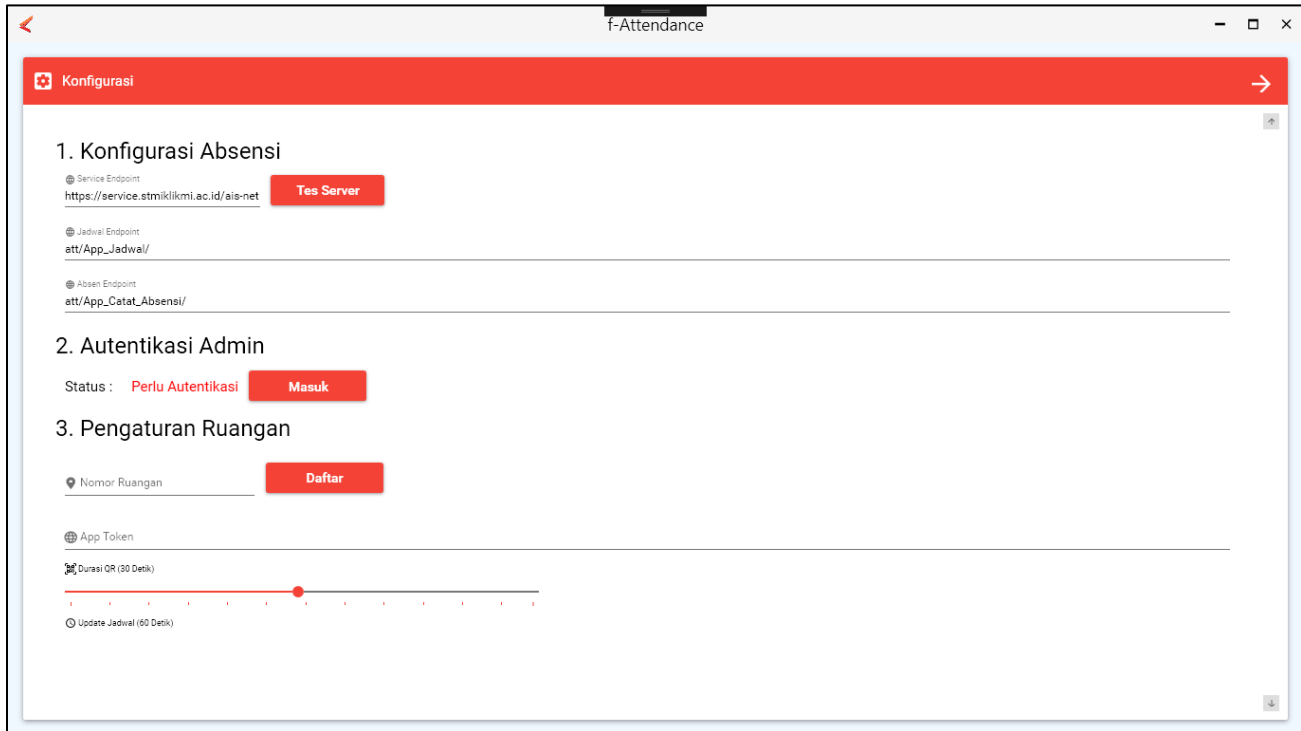 f-Attendance
Konfigurasi
1. Konfigurasi Absensi
Service Endpoint
https://service.stmiklikmi.ac.id/ais-net
Tes Server
Jadwal Endpoint
att/App_Jadwal/
Absen Endpoint
att/App_Catat_Absensi/
2. Autentikasi Admin
Status : Perlu Autentikasi
Masuk
3. Pengaturan Ruangan
Nomor Ruangan
Daftar
App Token
Durasi QR (30 Detik)
Update Jadwal (60 Detik)